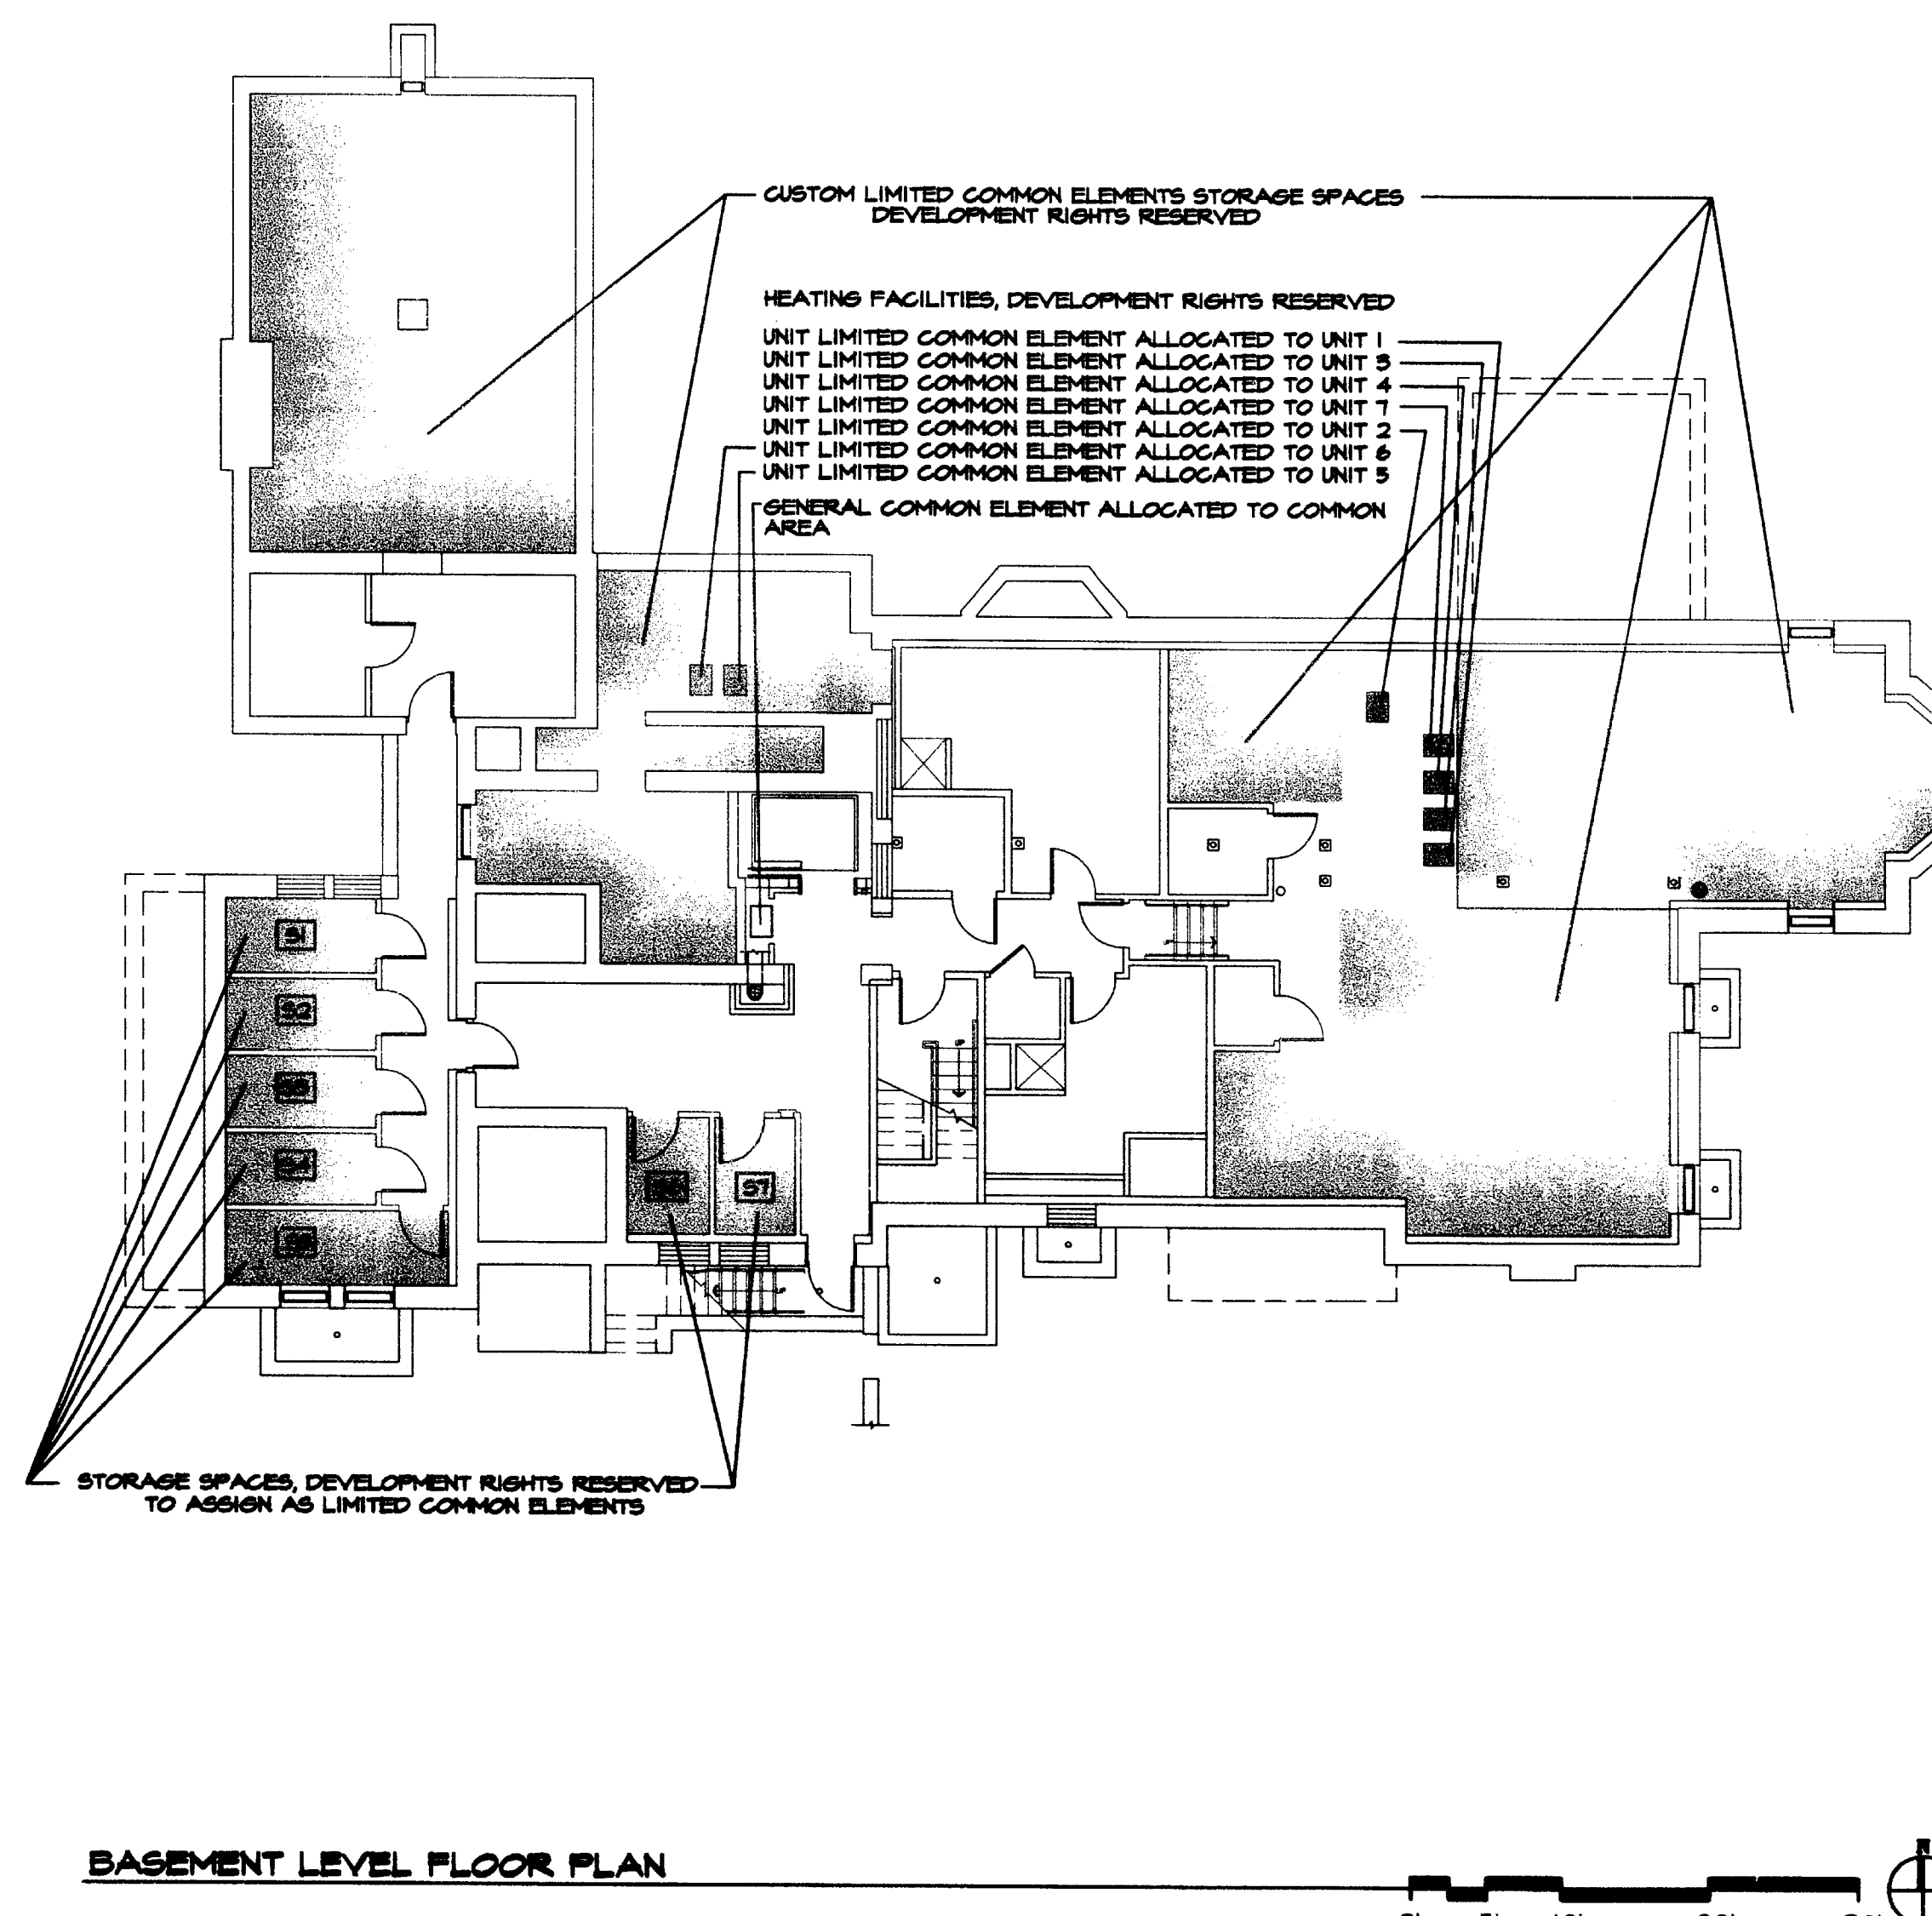 CUSTOM LIMITED COMMON ELEMENTS STORAGE SPACES
DEVELOPMENT RIGHTS RESERVED
HEATING FACILITIES, DEVELOPMENT RIGHTS RESERVED
UNIT LIMITED COMMON ELEMENT ALLOCATED TO UNIT 1
UNIT LIMITED COMMON ELEMENT ALLOCATED TO UNIT 3
UNIT LIMITED COMMON ELEMENT ALLOCATED TO UNIT 4
UNIT LIMITED COMMON ELEMENT ALLOCATED TO UNIT 7
UNIT LIMITED COMMON ELEMENT ALLOCATED TO UNIT 2
UNIT LIMITED COMMON ELEMENT ALLOCATED TO UNIT 6
UNIT LIMITED COMMON ELEMENT ALLOCATED TO UNIT 5
GENERAL COMMON ELEMENT ALLOCATED TO COMMON
AREA
S1
S2
S3
S4
S5
S7
UP
UP
STORAGE SPACES, DEVELOPMENT RIGHTS RESERVED
TO ASSIGN AS LIMITED COMMON ELEMENTS
BASEMENT LEVEL FLOOR PLAN
N